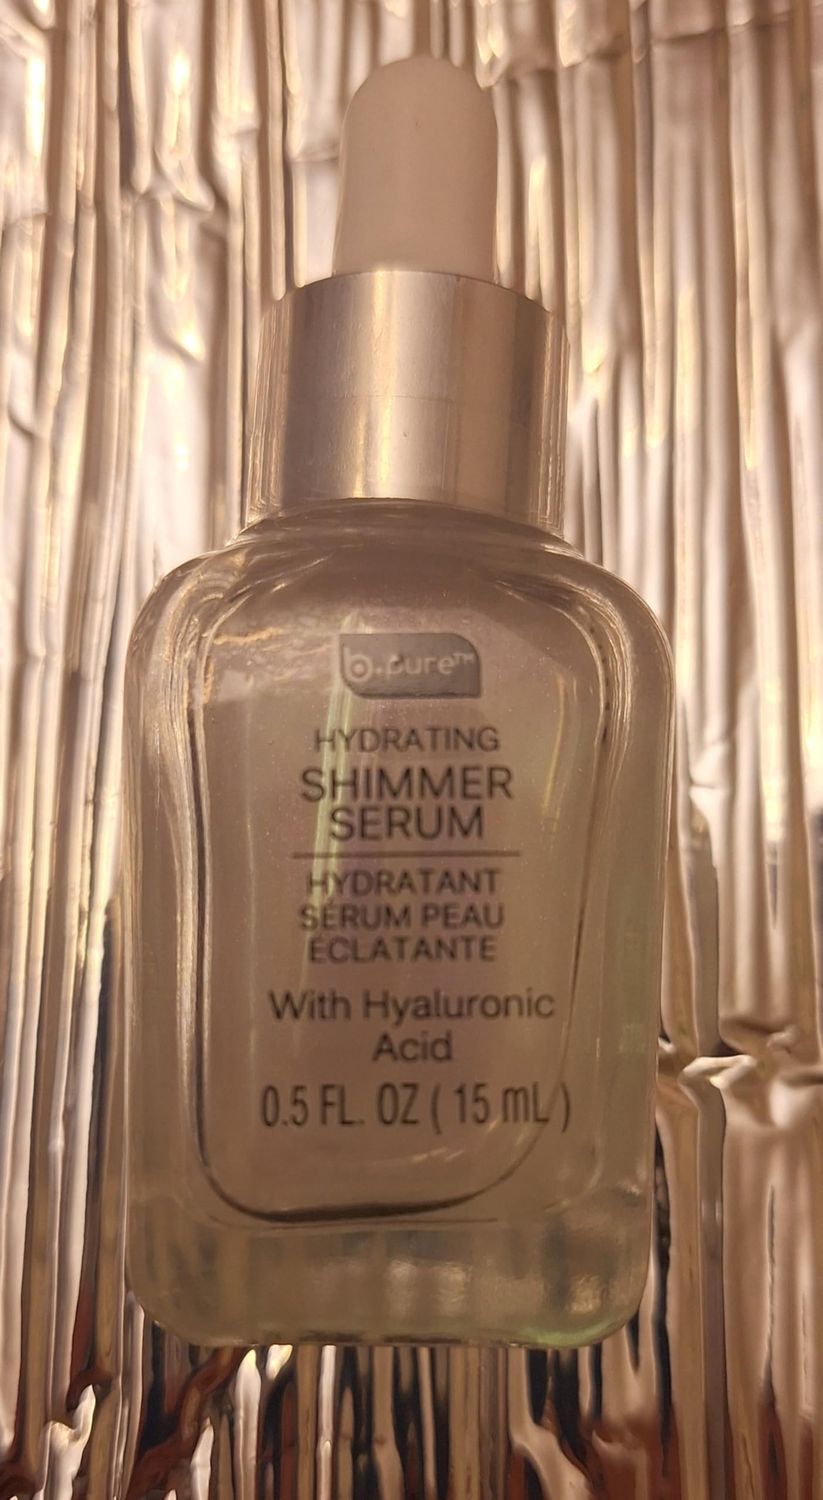 b.pure™
HYDRATING
SHIMMER
SERUM
HYDRATANT
SÉRUM PEAU
ÉCLATANTE
With Hyaluronic
Acid
0.5 FL. OZ ( 15 mL )